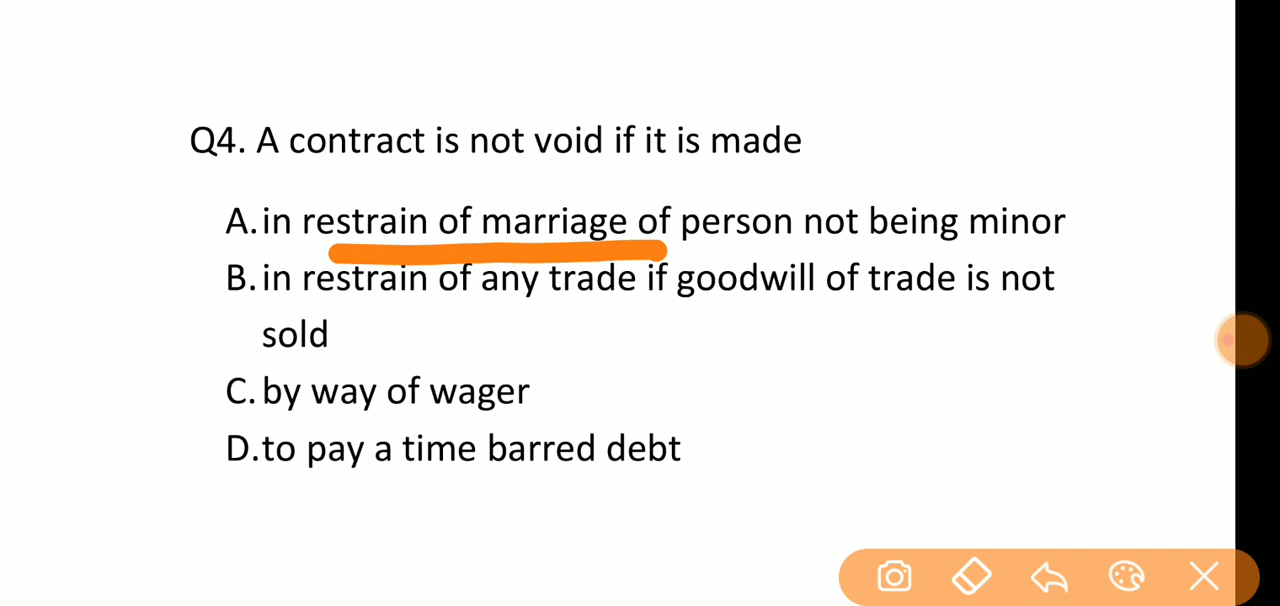 Q4. A contract is not void if it is made
A. in restrain of marriage of person not being minor
B. in restrain of any trade if goodwill of trade is not
sold
C. by way of wager
D. to pay a time barred debt